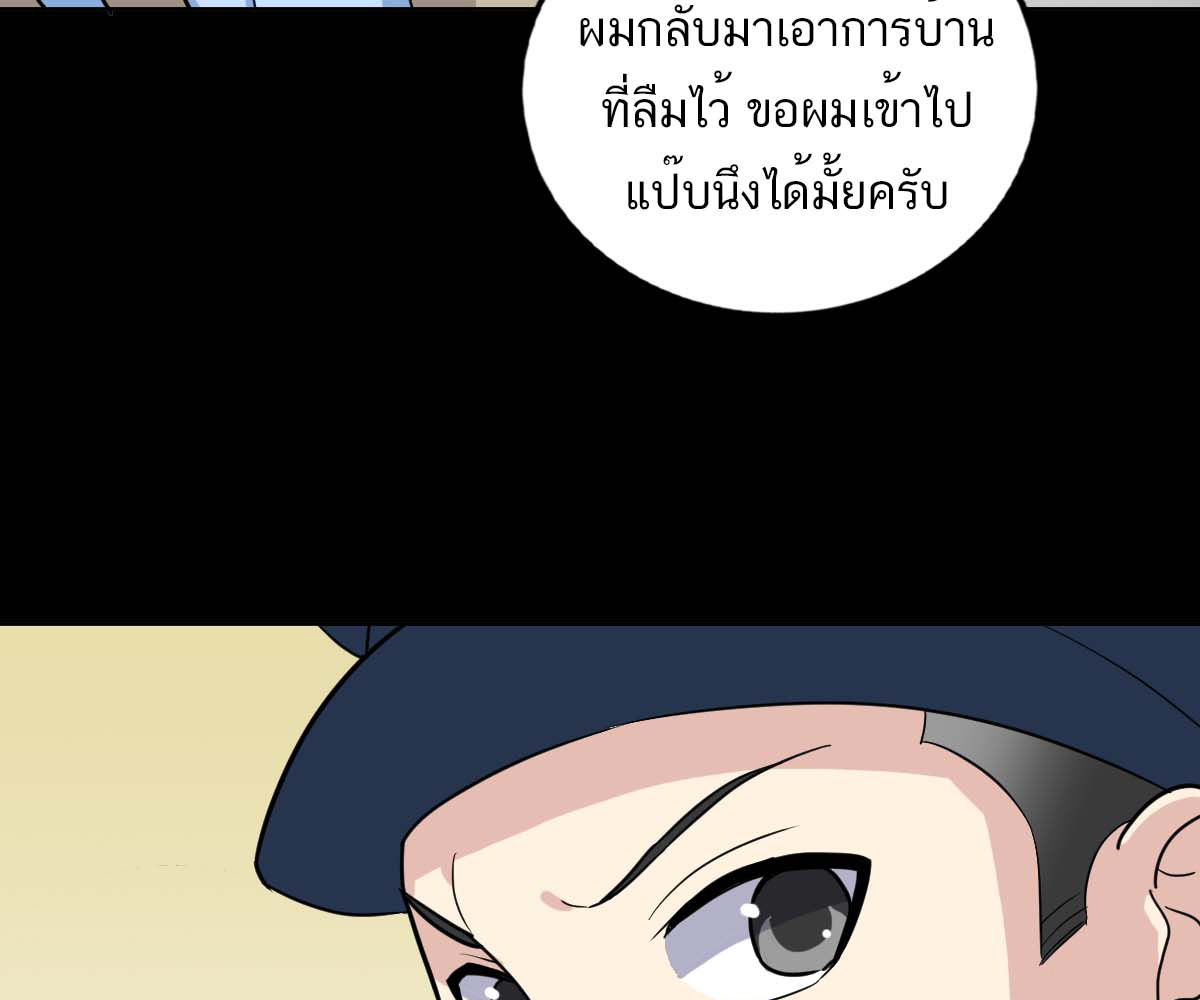 ผมกลับมาเอาการบ้าน
ที่ลืมไว้ ขอผมเข้าไป
แป๊บนึงได้มั้ยครับ